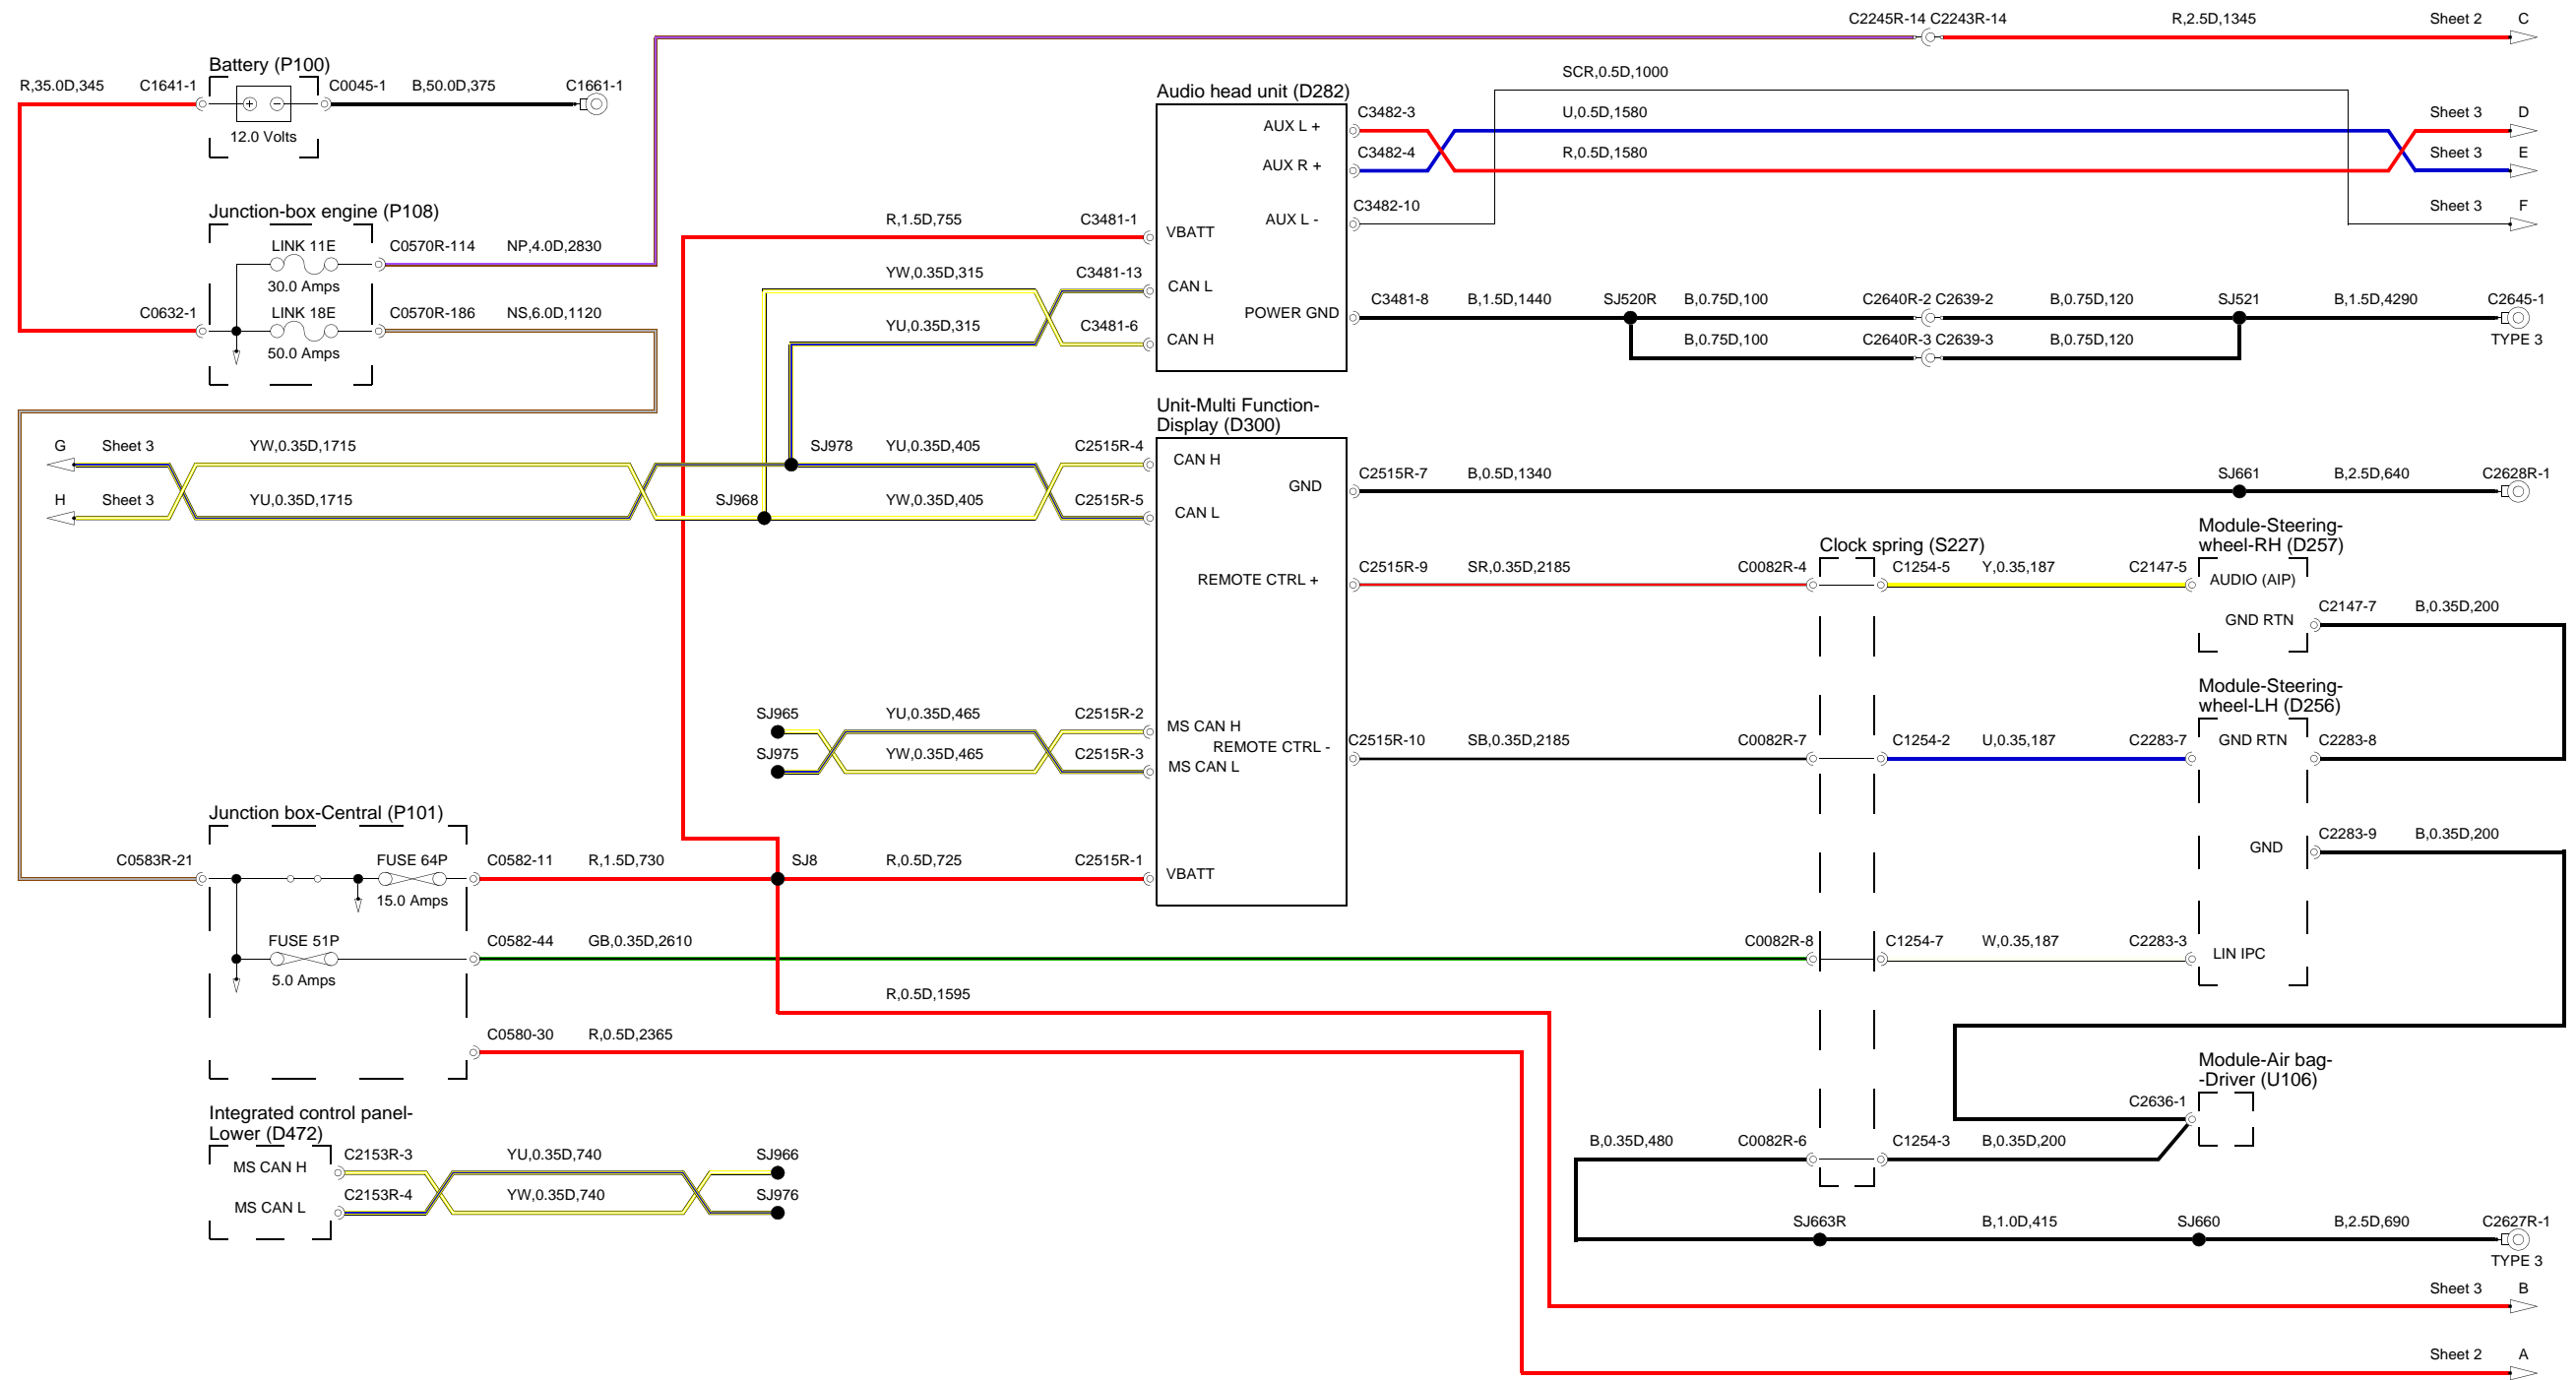 C2245R-14 C2243R-14 R,2.5D,1345 Sheet 2 C
Battery (P100)
R,35.0D,345 C1641-1 C0045-1 B,50.0D,375 C1661-1
12.0 Volts
SCR,0.5D,1000
Audio head unit (D282)
AUX L + C3482-3 U,0.5D,1580 Sheet 3 D
AUX R + C3482-4 R,0.5D,1580 Sheet 3 E
AUX L - C3482-10 Sheet 3 F
R,1.5D,755 C3481-1 VBATT
YW,0.35D,315 C3481-13 CAN L
YU,0.35D,315 C3481-6 CAN H
POWER GND C3481-8 B,1.5D,1440 SJ520R B,0.75D,100 C2640R-2 C2639-2 B,0.75D,120 SJ521 B,1.5D,4290 C2645-1
B,0.75D,100 C2640R-3 C2639-3 B,0.75D,120 TYPE 3
Junction-box engine (P108)
LINK 11E C0570R-114 NP,4.0D,2830
30.0 Amps
C0632-1 LINK 18E C0570R-186 NS,6.0D,1120
50.0 Amps
Unit-Multi Function-
Display (D300)
G Sheet 3 YW,0.35D,1715 SJ978 YU,0.35D,405 C2515R-4 CAN H
H Sheet 3 YU,0.35D,1715 SJ968 YW,0.35D,405 C2515R-5 CAN L
GND C2515R-7 B,0.5D,1340 SJ661 B,2.5D,640 C2628R-1
Clock spring (S227)
Module-Steering-
wheel-RH (D257)
REMOTE CTRL + C2515R-9 SR,0.35D,2185 C0082R-4 C1254-5 Y,0.35,187 C2147-5 AUDIO (AIP)
GND RTN C2147-7 B,0.35D,200
Module-Steering-
wheel-LH (D256)
SJ965 YU,0.35D,465 C2515R-2 MS CAN H
SJ975 YW,0.35D,465 C2515R-3 MS CAN L
REMOTE CTRL - C2515R-10 SB,0.35D,2185 C0082R-7 C1254-2 U,0.35,187 C2283-7 GND RTN C2283-8
GND C2283-9 B,0.35D,200
Junction box-Central (P101)
C0583R-21 FUSE 64P C0582-11 R,1.5D,730 SJ8 R,0.5D,725 C2515R-1 VBATT
15.0 Amps
FUSE 51P C0582-44 GB,0.35D,2610 C0082R-8 C1254-7 W,0.35,187 C2283-3 LIN IPC
5.0 Amps
R,0.5D,1595
C0580-30 R,0.5D,2365
Module-Air bag-
-Driver (U106)
C2636-1
Integrated control panel-
Lower (D472)
MS CAN H C2153R-3 YU,0.35D,740 SJ966
MS CAN L C2153R-4 YW,0.35D,740 SJ976
B,0.35D,480 C0082R-6 C1254-3 B,0.35D,200
SJ663R B,1.0D,415 SJ660 B,2.5D,690 C2627R-1
TYPE 3
Sheet 3 B
Sheet 2 A